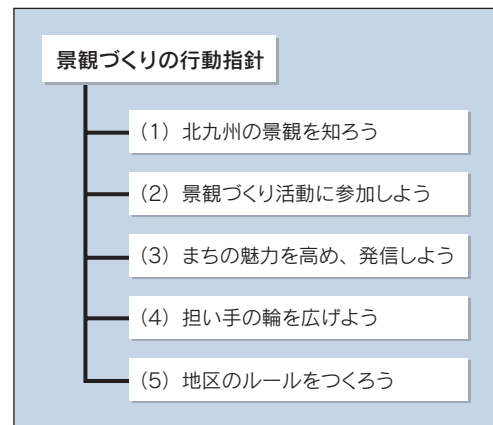 景観づくりの行動指針
(1) 北九州の景観を知ろう
(2) 景観づくり活動に参加しよう
(3) まちの魅力を高め、発信しよう
(4) 担い手の輪を広げよう
(5) 地区のルールをつくろう